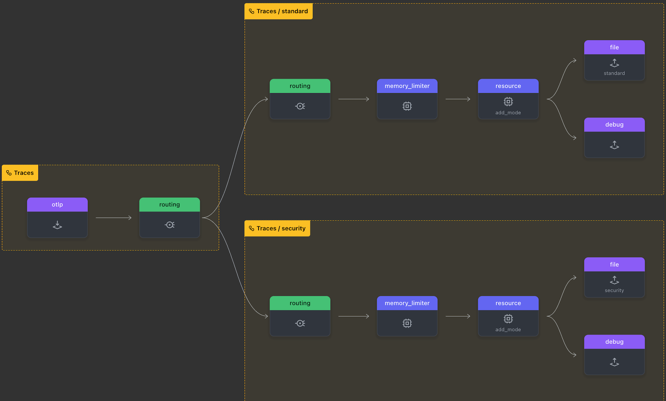 Traces
otlp
routing
Traces / standard
routing
memory_limiter
resource
add_mode
file
standard
debug
Traces / security
routing
memory_limiter
resource
add_mode
file
security
debug